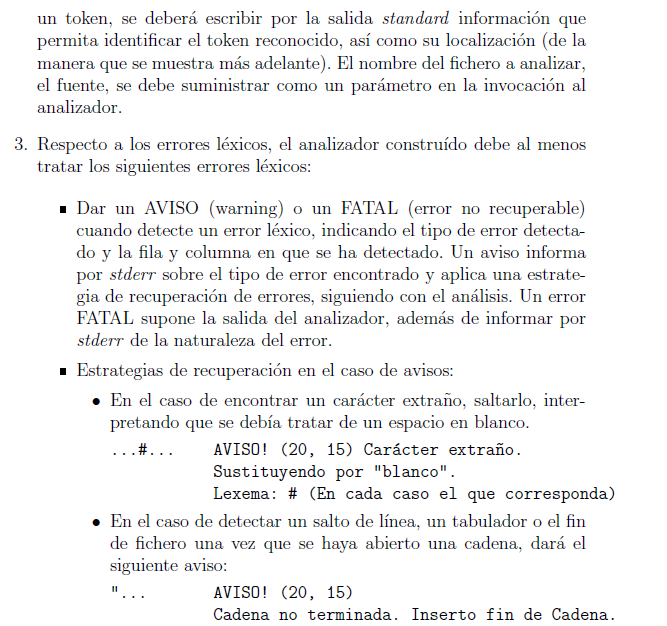 un token, se deberá escribir por la salida standard información que
permita identificar el token reconocido, así como su localización (de la
manera que se muestra más adelante). El nombre del fichero a analizar,
el fuente, se debe suministrar como un parámetro en la invocación al
analizador.
3. Respecto a los errores léxicos, el analizador construído debe al menos
tratar los siguientes errores léxicos:
▪ Dar un AVISO (warning) o un FATAL (error no recuperable)
cuando detecte un error léxico, indicando el tipo de error detecta-
do y la fila y columna en que se ha detectado. Un aviso informa
por stderr sobre el tipo de error encontrado y aplica una estrate-
gia de recuperación de errores, siguiendo con el análisis. Un error
FATAL supone la salida del analizador, además de informar por
stderr de la naturaleza del error.
▪ Estrategias de recuperación en el caso de avisos:
• En el caso de encontrar un carácter extraño, saltarlo, inter-
pretando que se debía tratar de un espacio en blanco.
...#... AVISO! (20, 15) Carácter extraño.
Sustituyendo por "blanco".
Lexema: # (En cada caso el que corresponda)
• En el caso de detectar un salto de línea, un tabulador o el fin
de fichero una vez que se haya abierto una cadena, dará el
siguiente aviso:
"... AVISO! (20, 15)
Cadena no terminada. Inserto fin de Cadena.